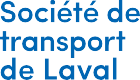 Société de
transport
de Laval